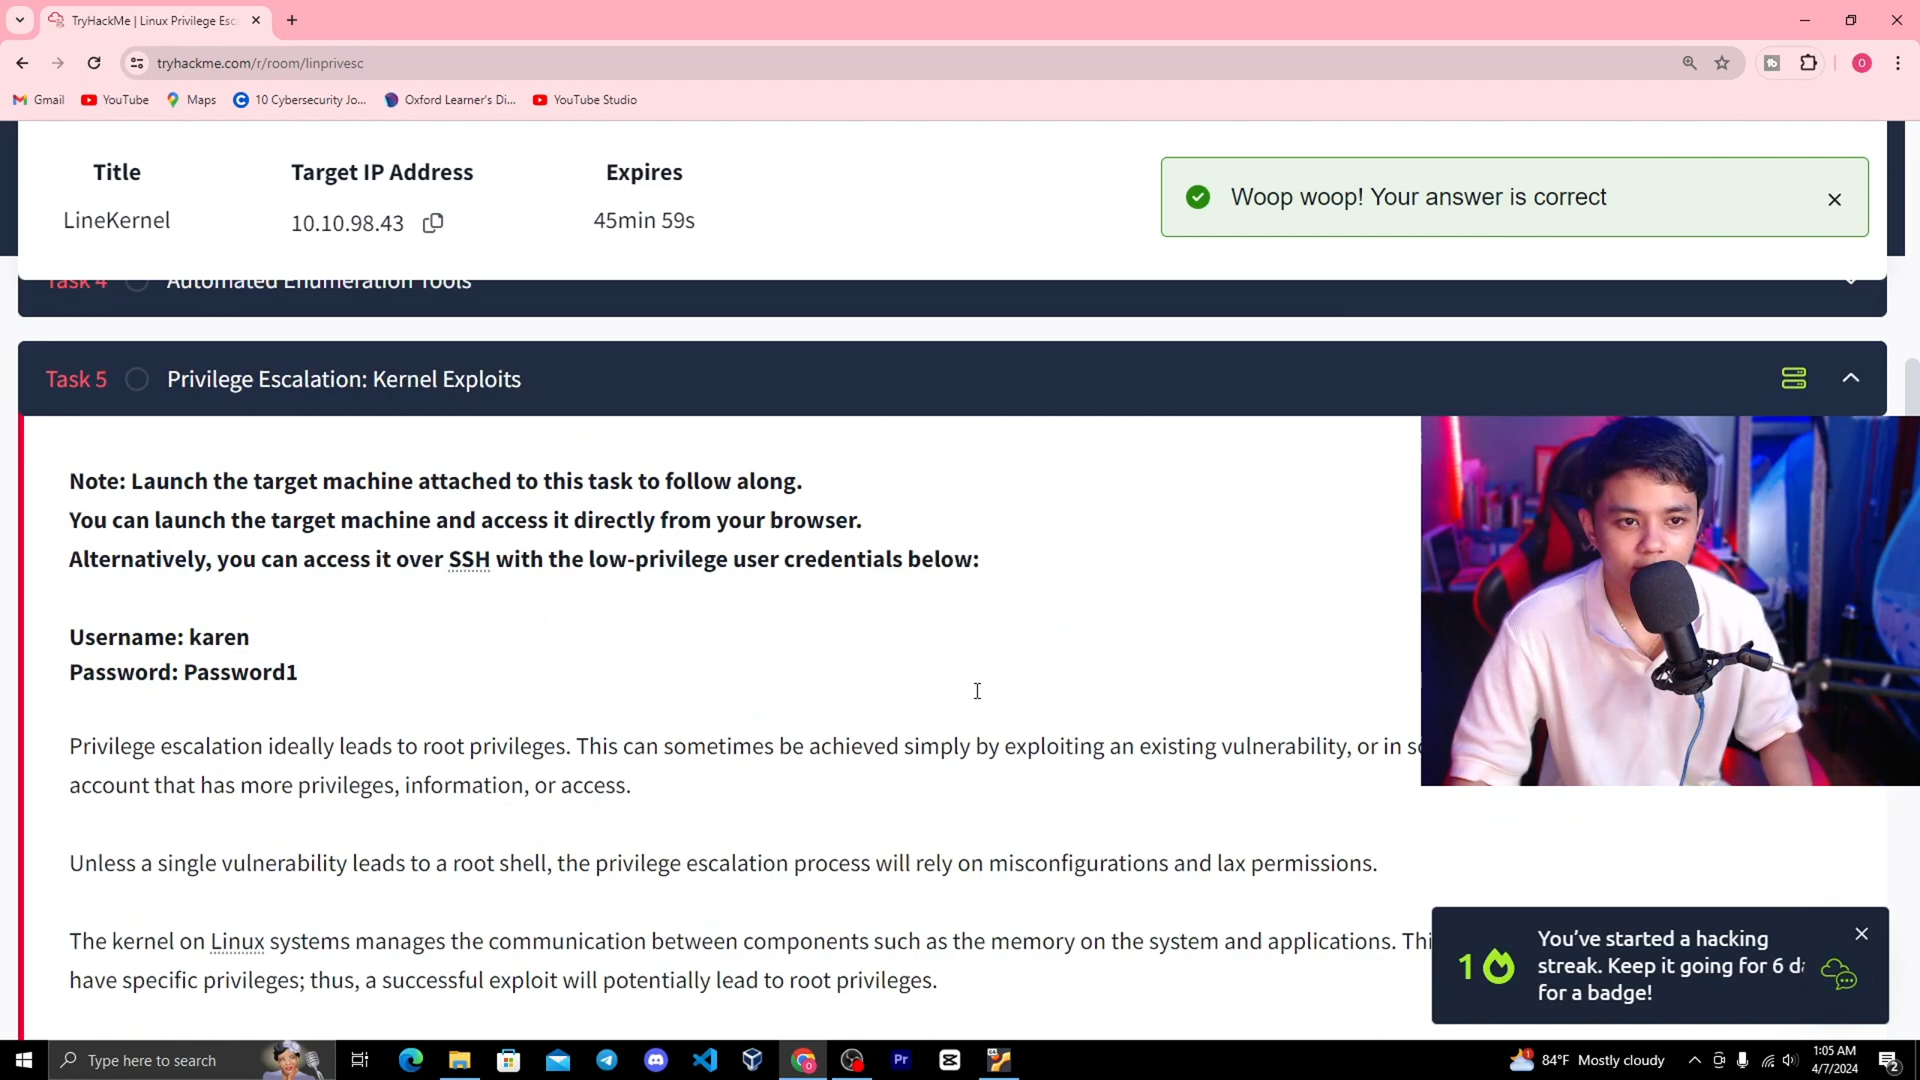 TryHackMe | Linux Privilege Esc
tryhackme.com/r/room/linprivesc
Gmail
YouTube
Maps
10 Cybersecurity Jo...
Oxford Learner's Di...
YouTube Studio
Title
Target IP Address
Expires
LineKernel
10.10.98.43
45min 59s
Woop woop! Your answer is correct
Task 4
Automated Enumeration Tools
Task 5
Privilege Escalation: Kernel Exploits
Note: Launch the target machine attached to this task to follow along.
You can launch the target machine and access it directly from your browser.
Alternatively, you can access it over SSH with the low-privilege user credentials below:
Username: karen
Password: Password1
Privilege escalation ideally leads to root privileges. This can sometimes be achieved simply by exploiting an existing vulnerability, or in
account that has more privileges, information, or access.
Unless a single vulnerability leads to a root shell, the privilege escalation process will rely on misconfigurations and lax permissions.
The kernel on Linux systems manages the communication between components such as the memory on the system and applications. Thi
have specific privileges; thus, a successful exploit will potentially lead to root privileges.
1
You've started a hacking
streak. Keep it going for 6 da
for a badge!
Type here to search
84°F Mostly cloudy
1:05 AM
4/7/2024